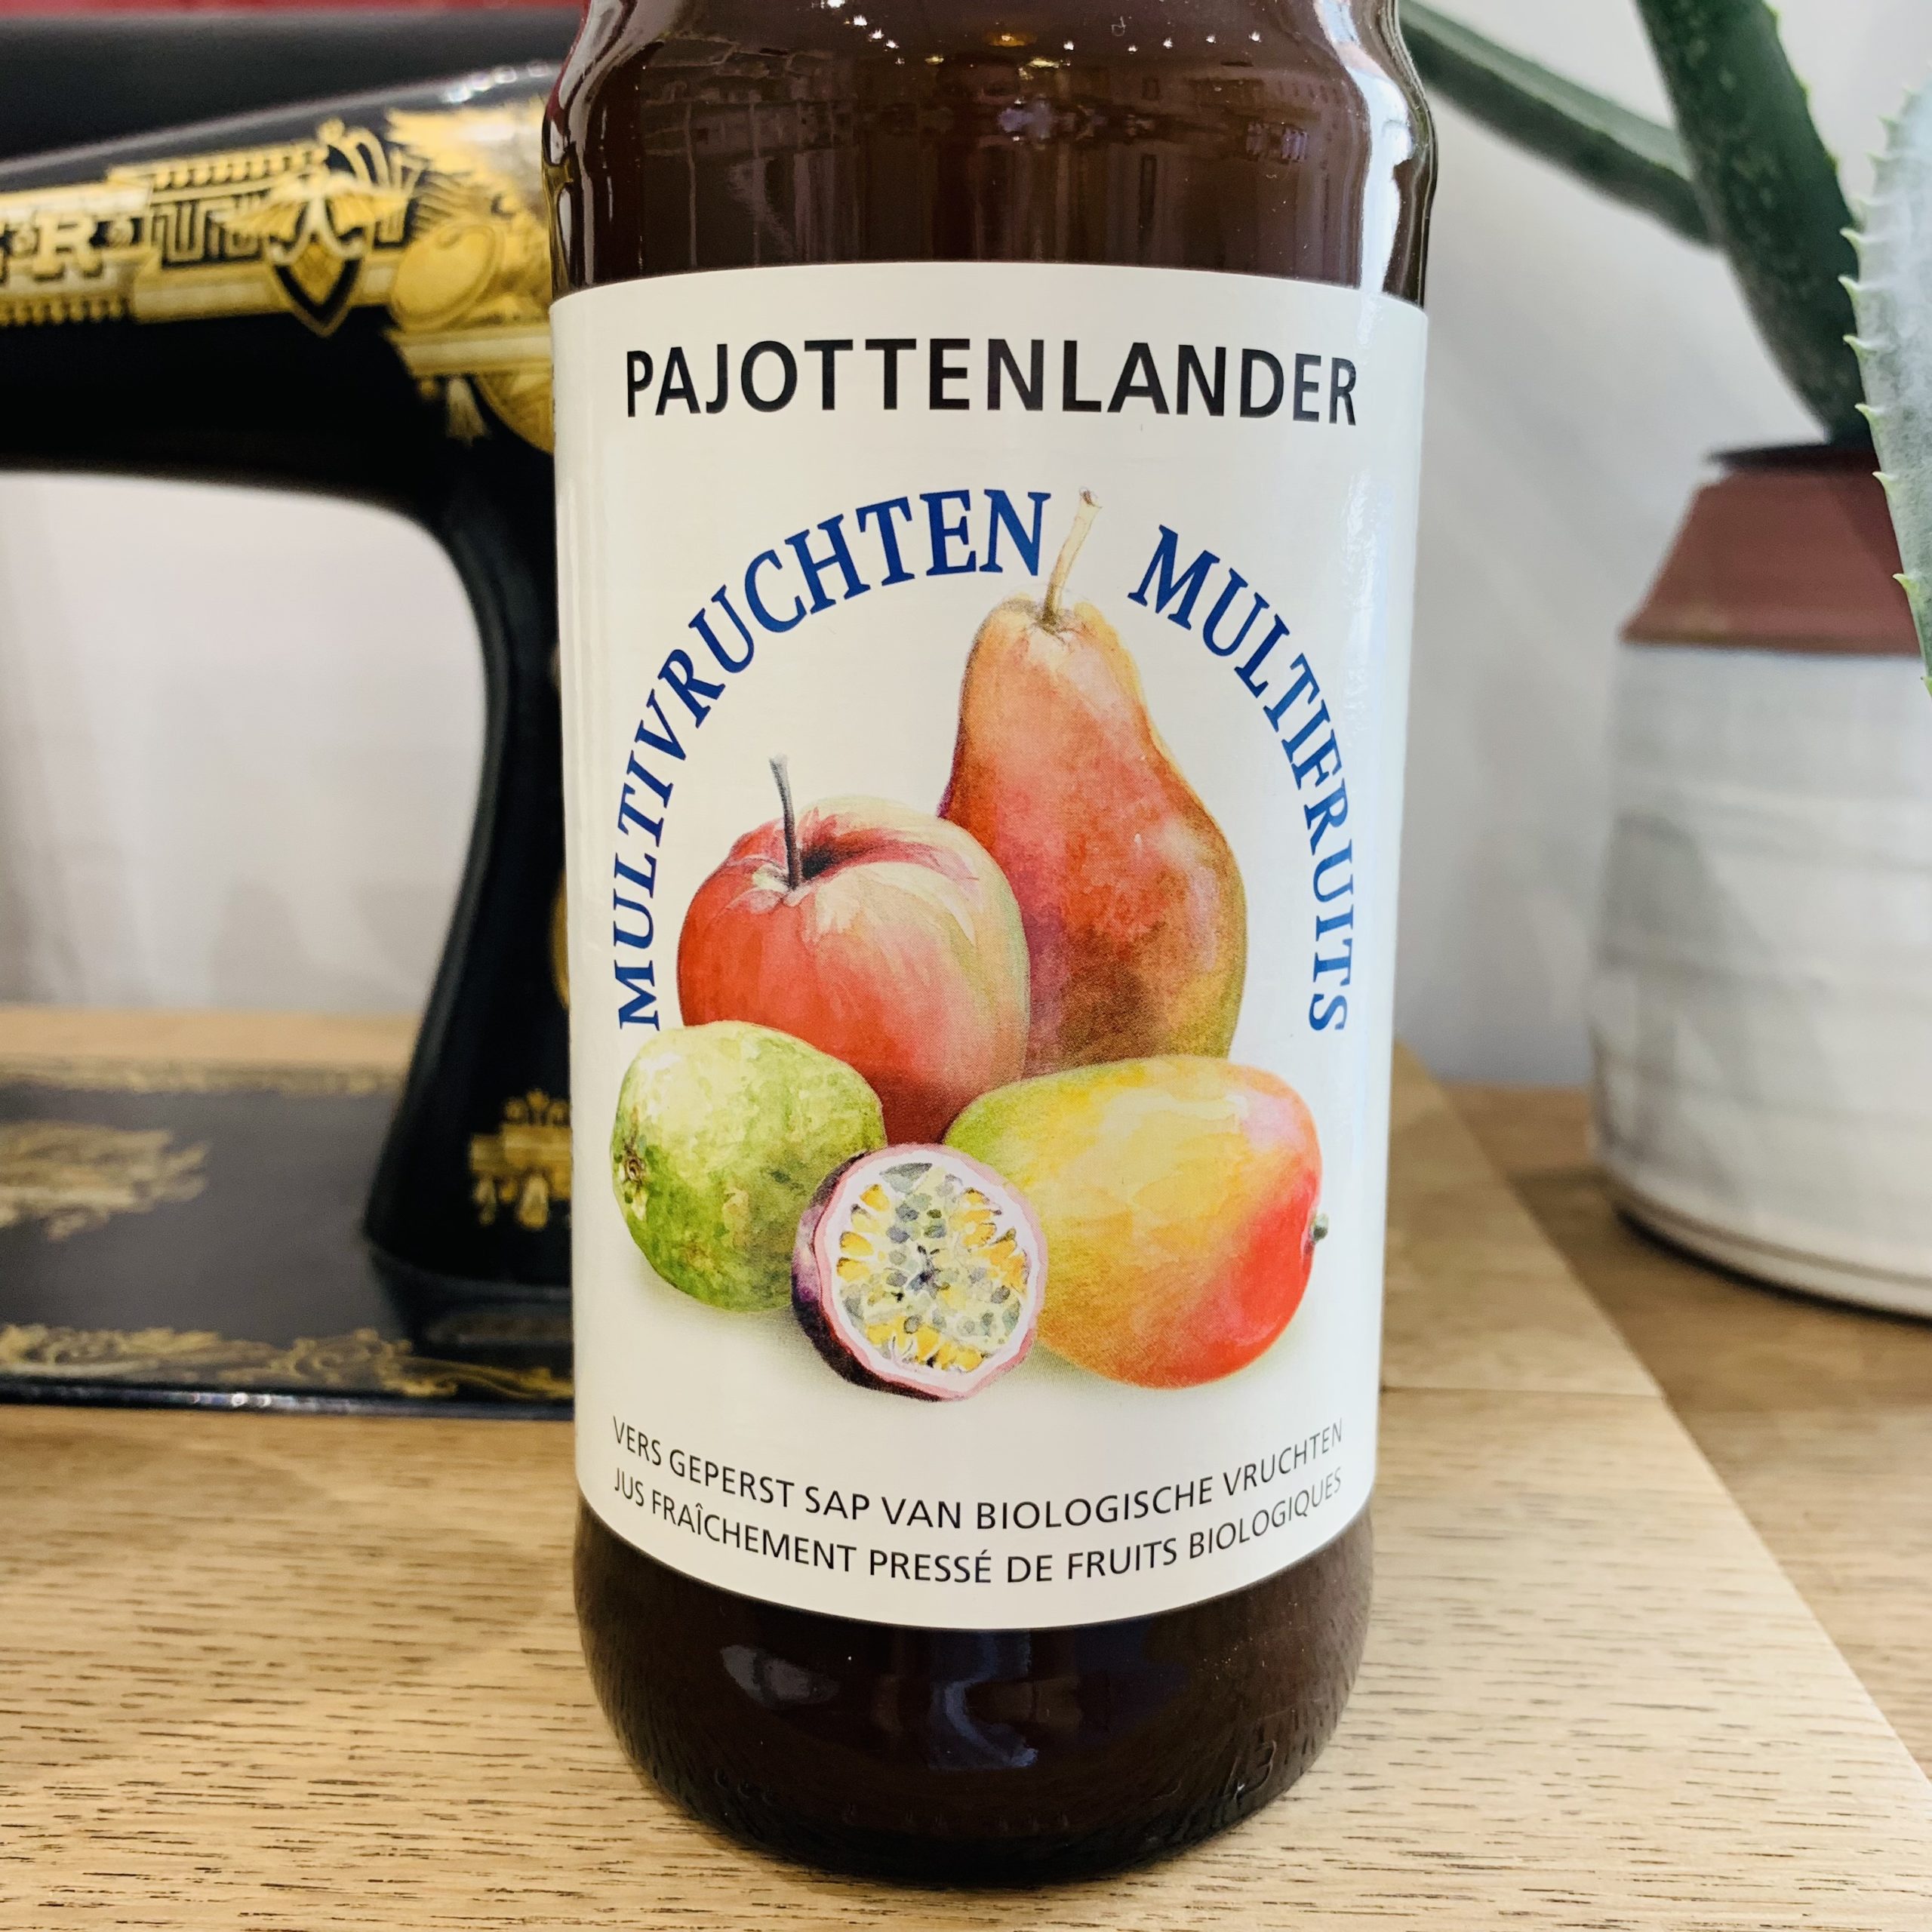 PAJOTTENLANDER
MULTIVRUCHTEN MULTIFRUITS
VERS GEPERST SAP VAN BIOLOGISCHE VRUCHTEN
JUS FRAÎCHEMENT PRESSÉ DE FRUITS BIOLOGIQUES